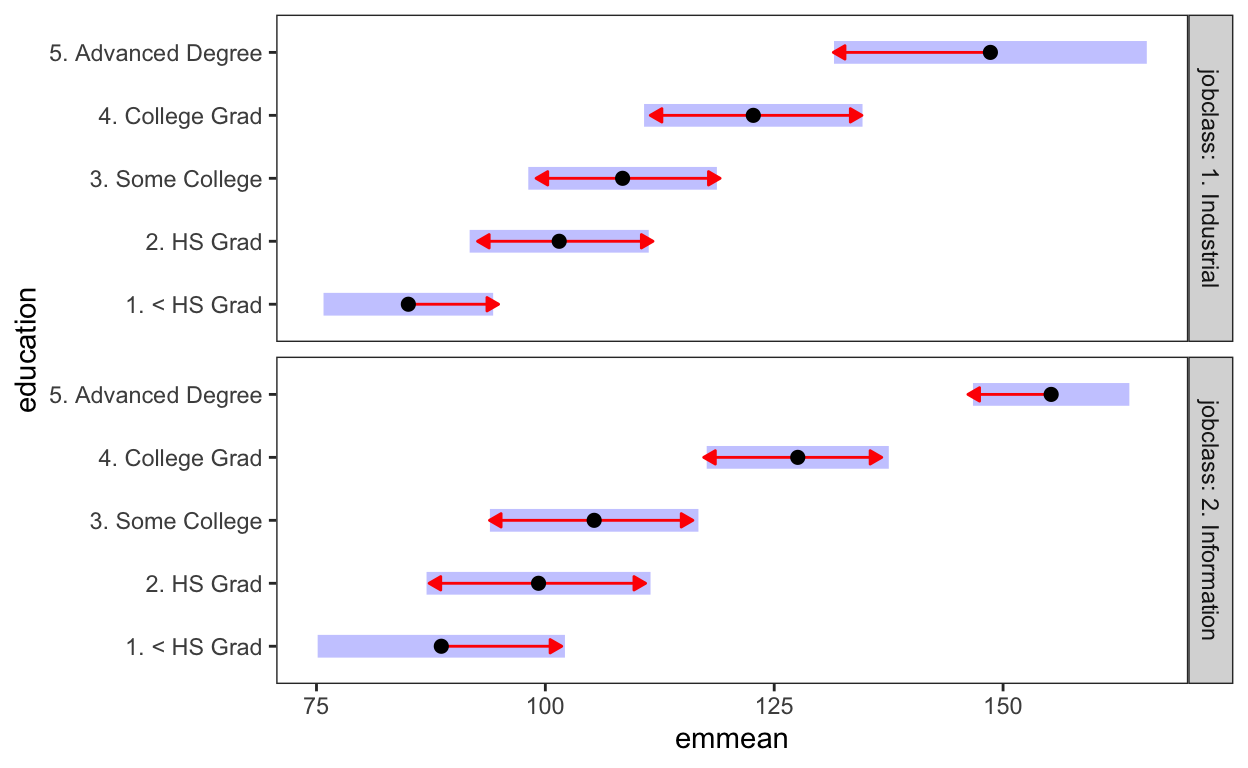 education
5. Advanced Degree
4. College Grad
3. Some College
2. HS Grad
1. < HS Grad
jobclass: 1. Industrial
5. Advanced Degree
4. College Grad
3. Some College
2. HS Grad
1. < HS Grad
jobclass: 2. Information
75 100 125 150
emmean